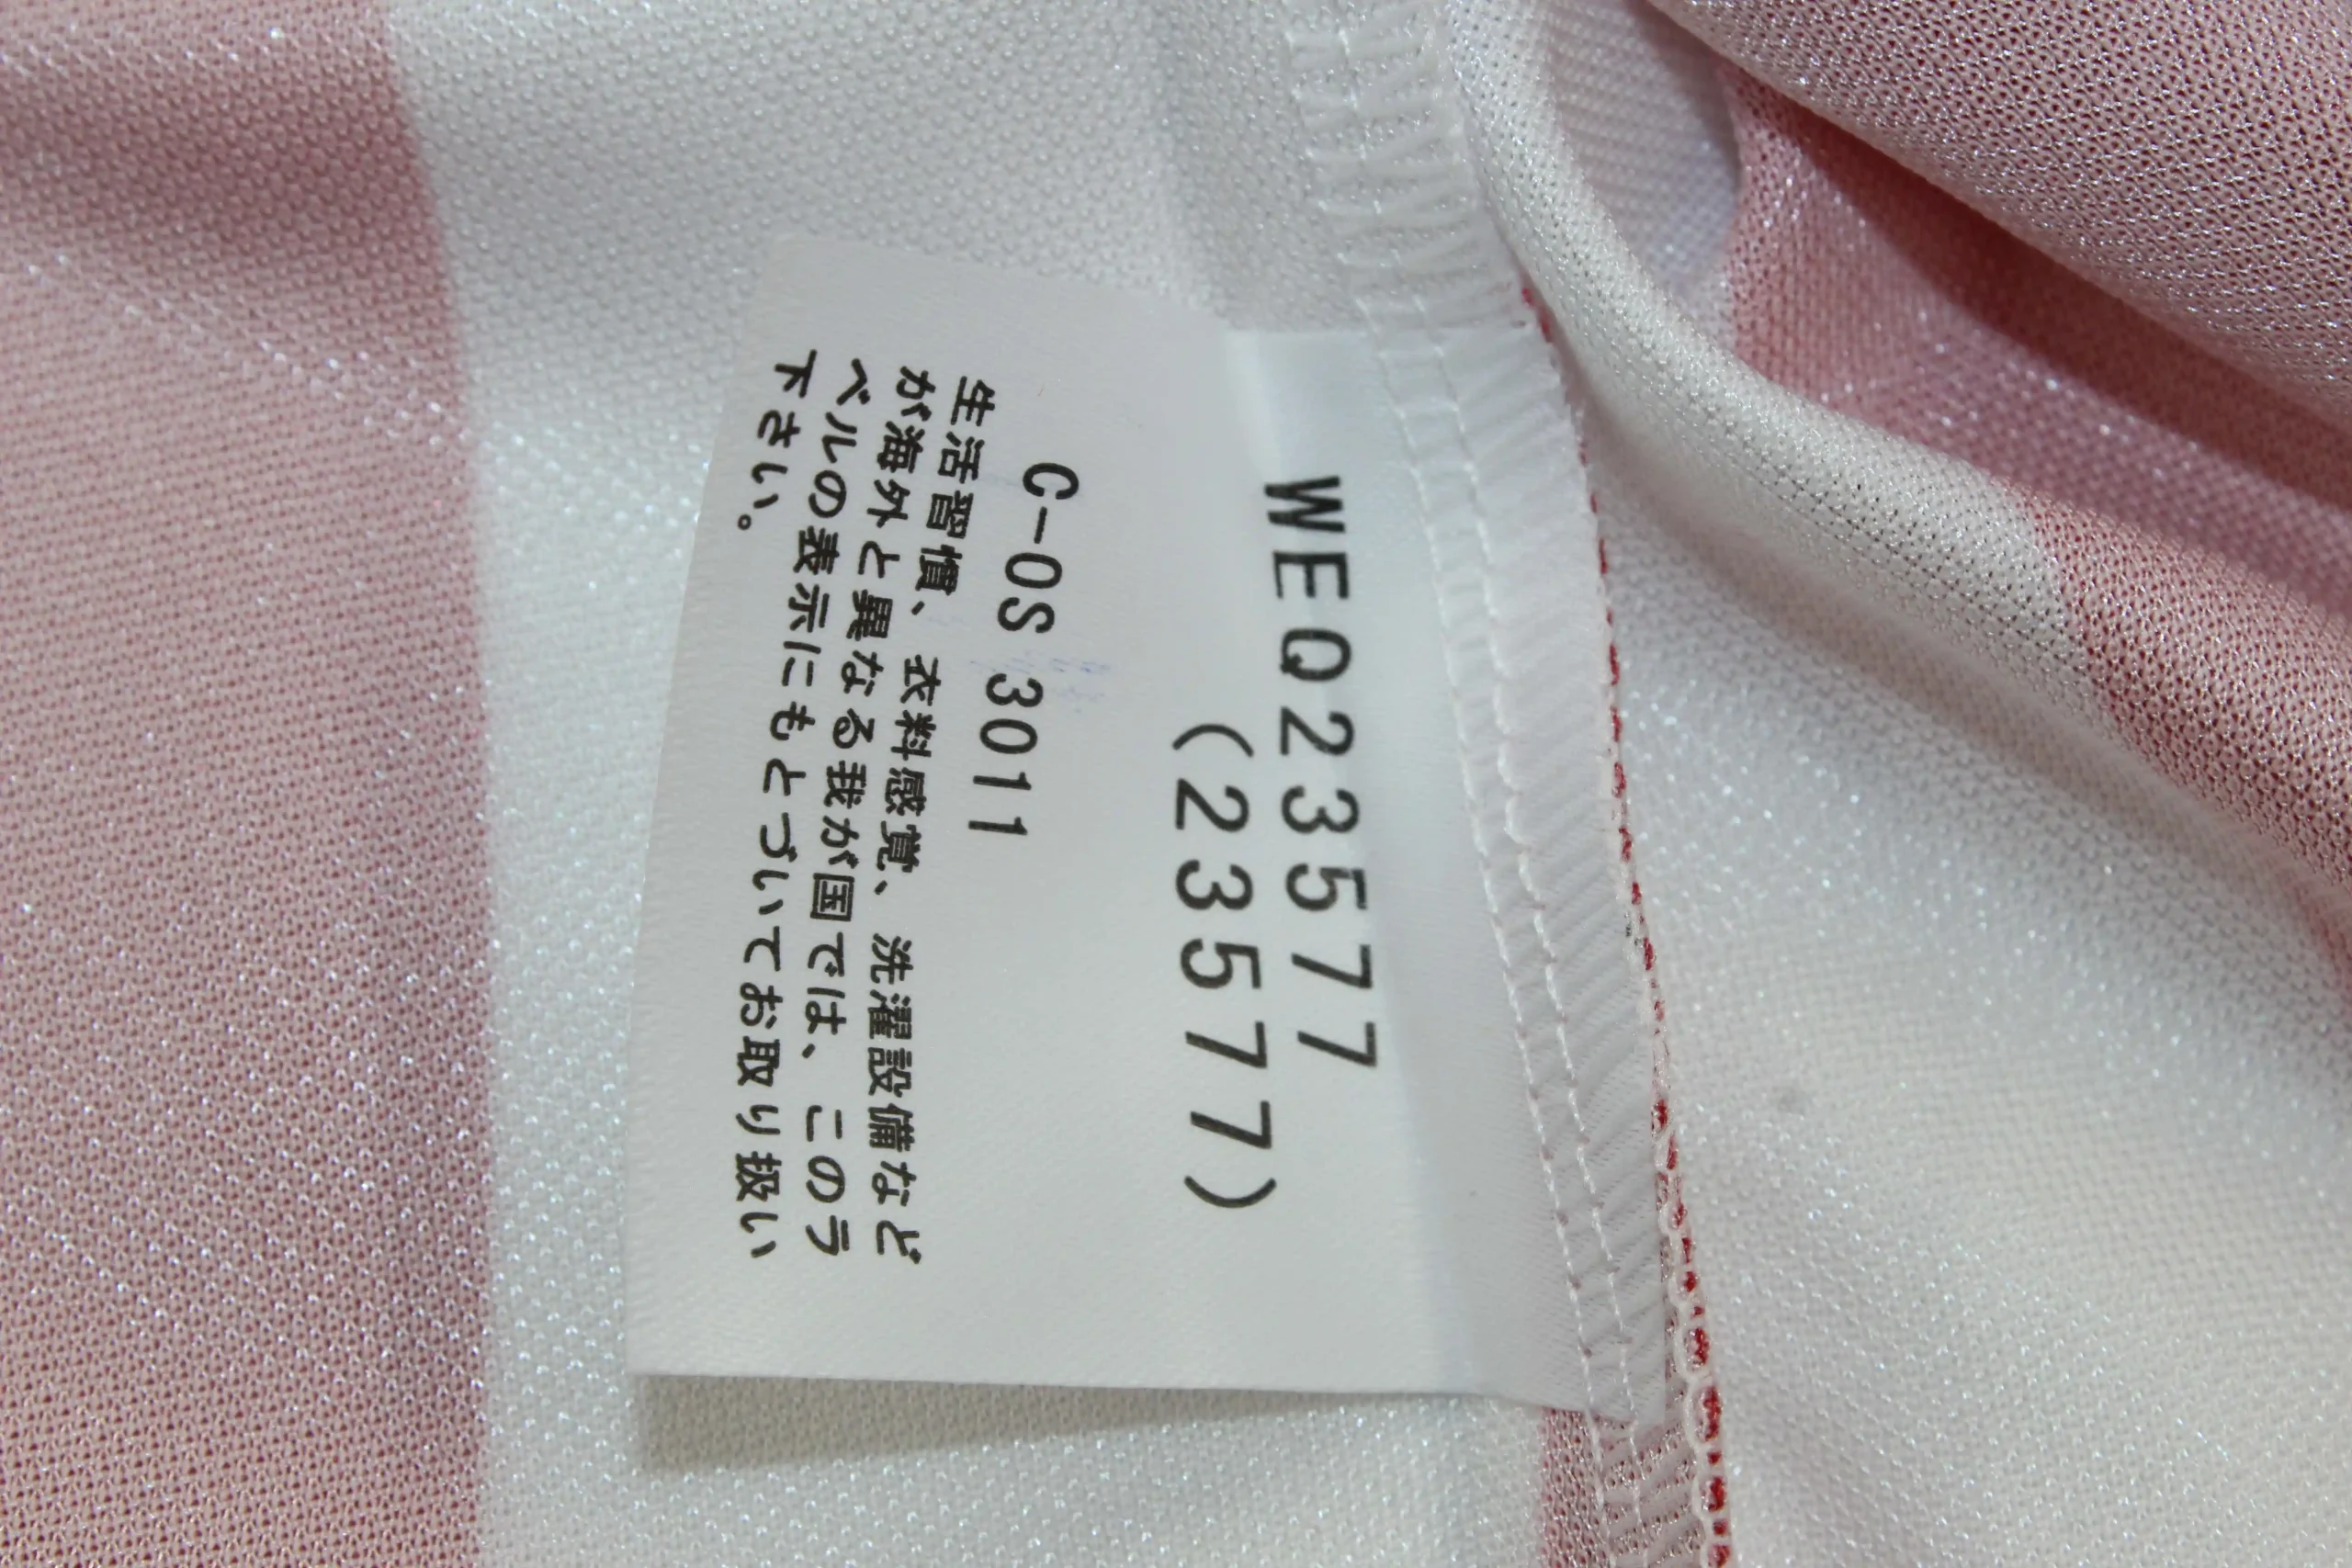 WEQ23577
(23577)
C-OS 3011
生活習慣、衣料感覚、洗濯設備など
が海外と異なる我が国では、このラ
ベルの表示にもとづいてお取り扱い
下さい。